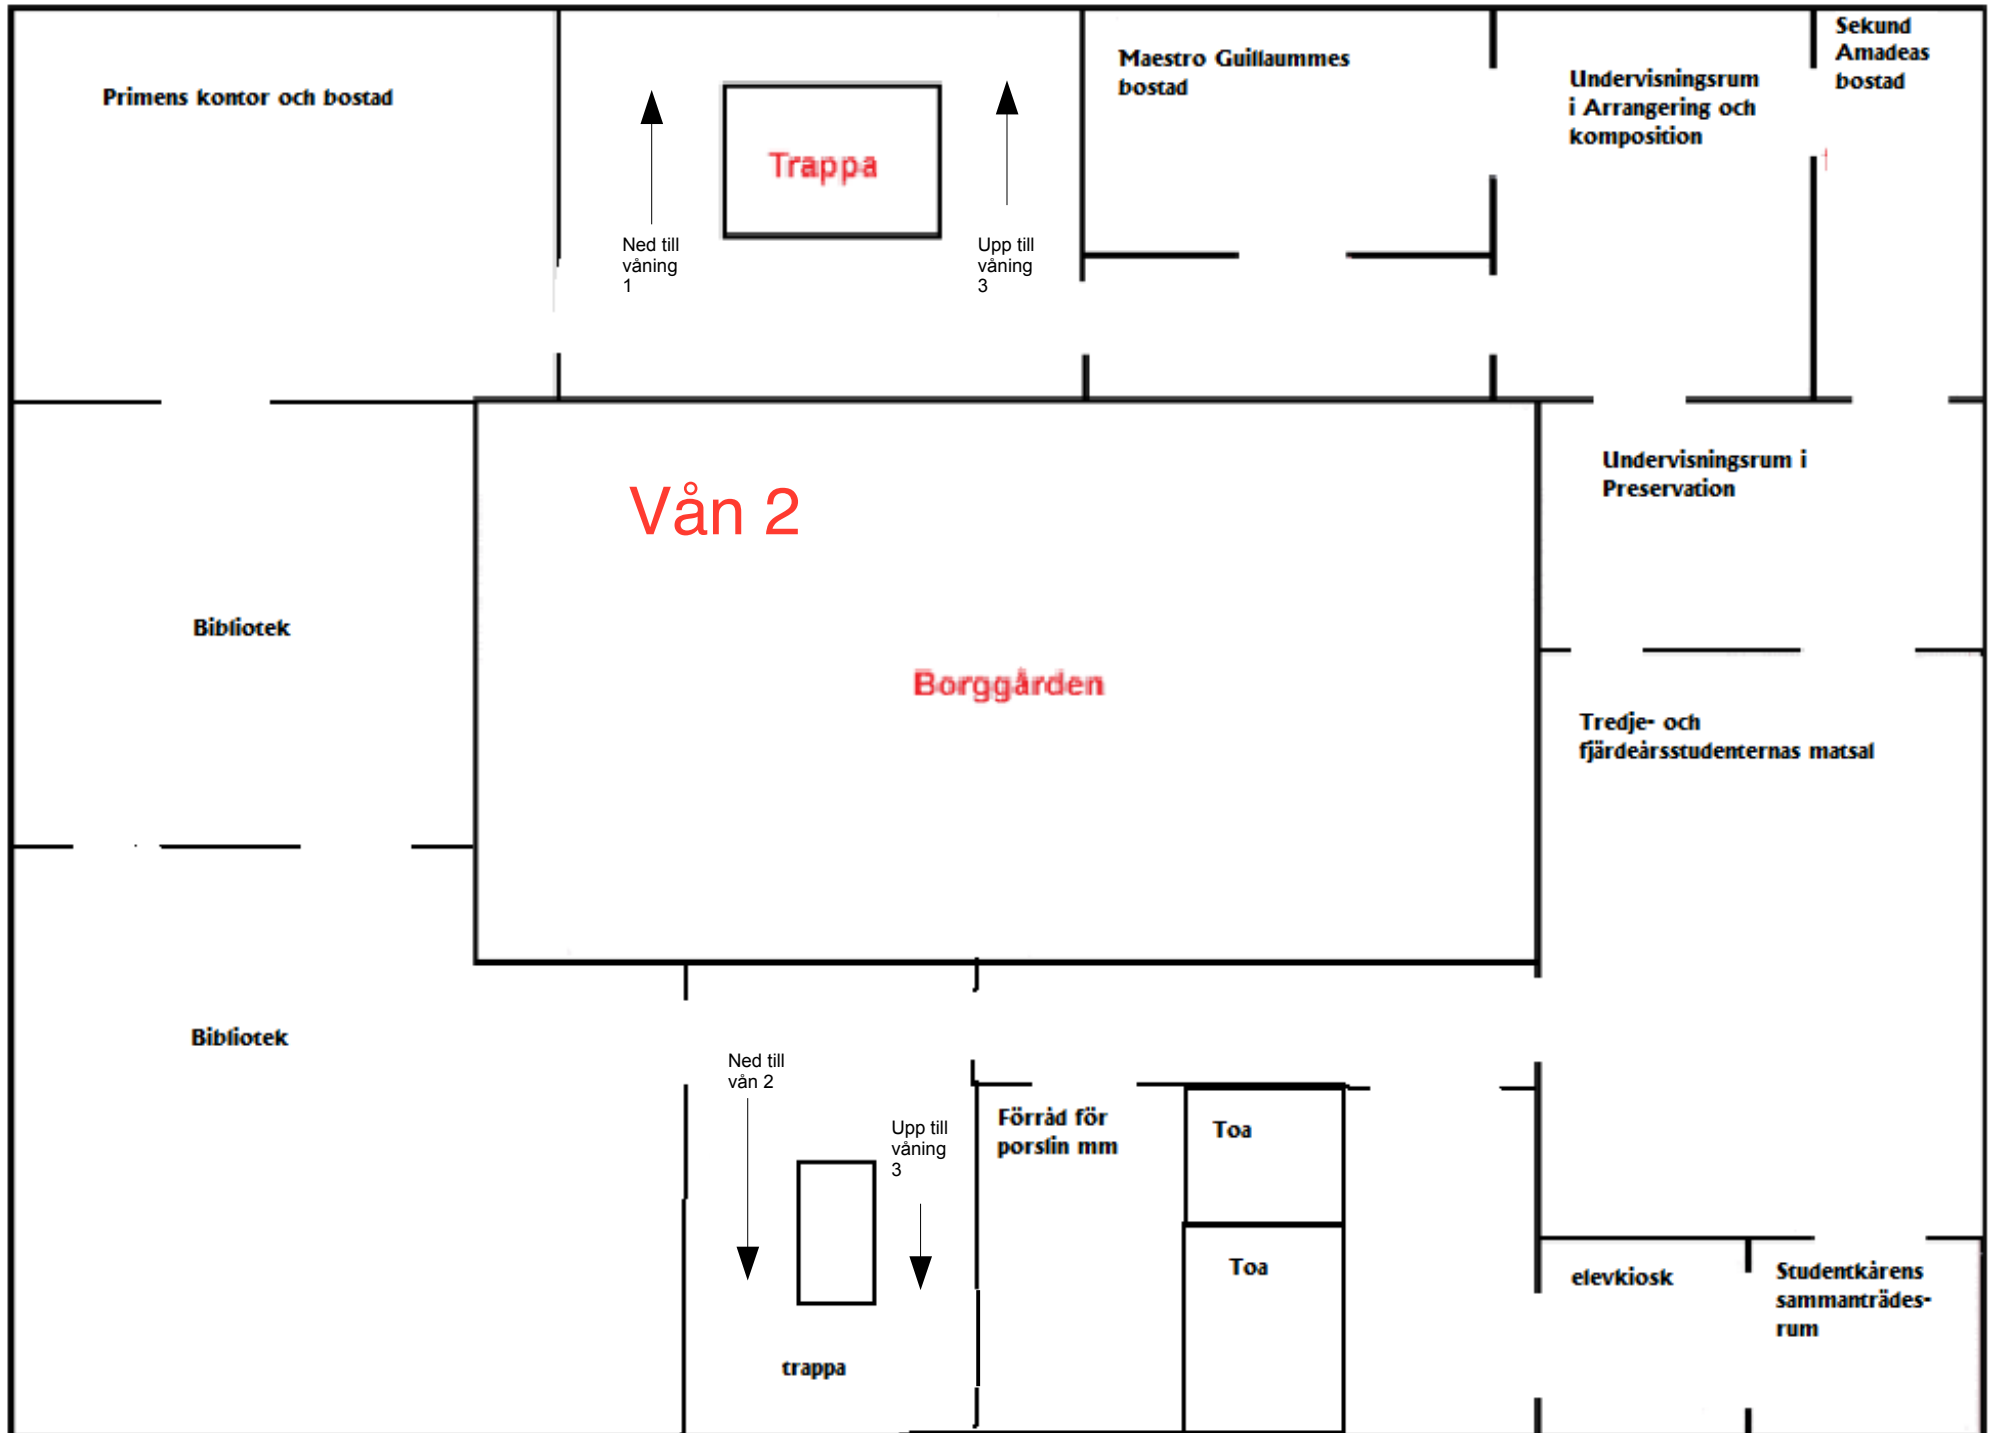 Primens kontor och bostad
Trappa
Ned till
våning
1
Upp till
våning
3
Maestro Guillaummes
bostad
Undervisningsrum
i Arrangering och
komposition
Sekund
Amadeas
bostad
Vån 2
Undervisningsrum i
Preservation
Bibliotek
Borggården
Tredje- och
fjärdeårsstudenternas matsal
Bibliotek
Ned till
vån 2
Upp till
våning
3
trappa
Förråd för
porslin mm
Toa
Toa
elevkiosk
Studentkårens
sammanträdes-
rum